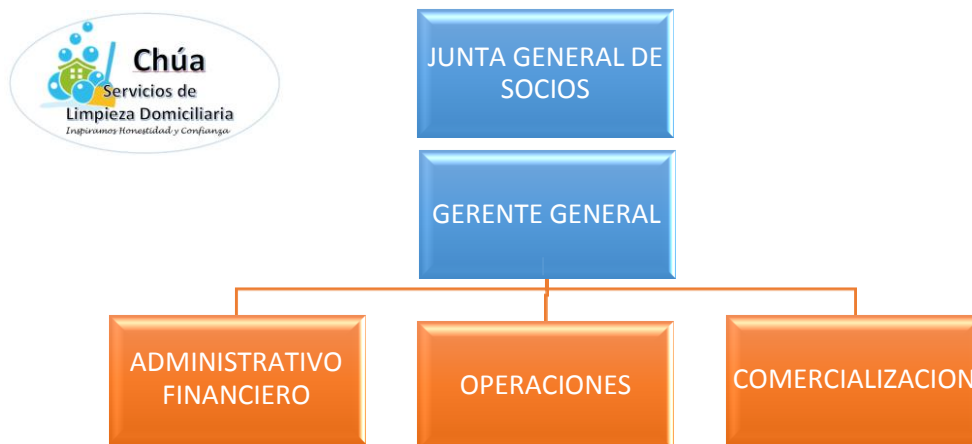 Chúa
Servicios de
Limpieza Domiciliaria
Inspiramos Honestidad y Confianza
JUNTA GENERAL DE
SOCIOS
GERENTE GENERAL
ADMINISTRATIVO
FINANCIERO
OPERACIONES
COMERCIALIZACION